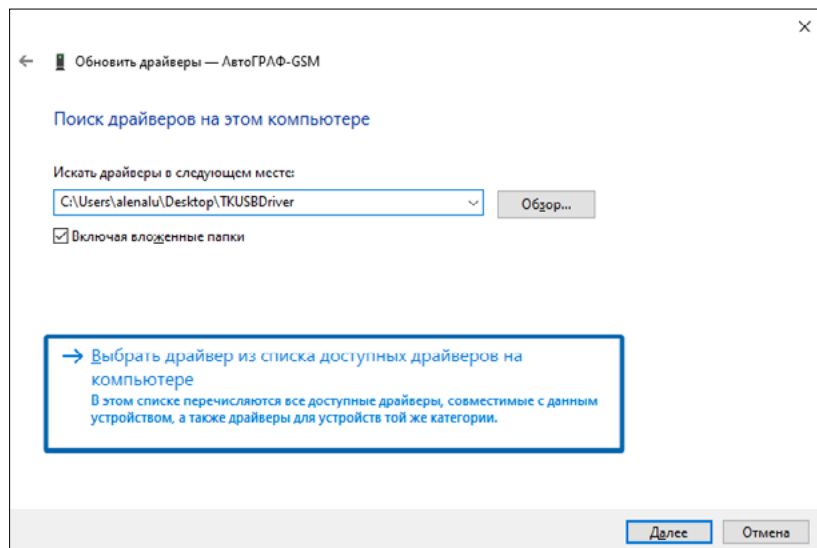 Обновить драйверы — АвтоГРАФ-GSM
Поиск драйверов на этом компьютере
Искать драйверы в следующем месте:
C:\Users\alenalu\Desktop\TKUSBDriver
Обзор...
Включая вложенные папки
Выбрать драйвер из списка доступных драйверов на
компьютере
В этом списке перечисляются все доступные драйверы, совместимые с данным
устройством, а также драйверы для устройств той же категории.
Далее
Отмена